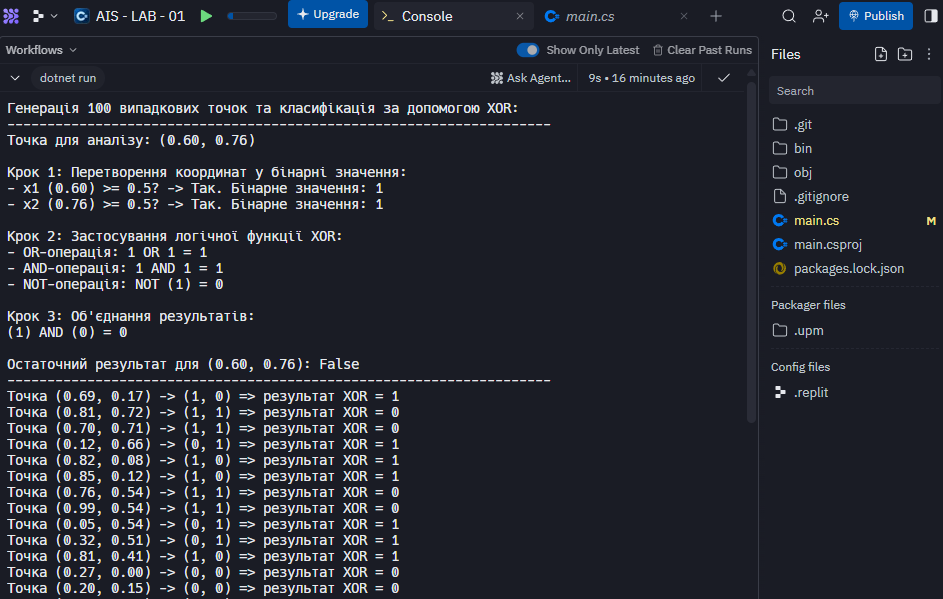 AIS - LAB - 01
Upgrade
Console
main.cs
Publish
Workflows
Show Only Latest
Clear Past Runs
dotnet run
Ask Agent...
9s • 16 minutes ago
Генерація 100 випадкових точок та класифікація за допомогою XOR:
--------------------------------------------------------------------
Точка для аналізу: (0.60, 0.76)
Крок 1: Перетворення координат у бінарні значення:
- x1 (0.60) >= 0.5? -> Так. Бінарне значення: 1
- x2 (0.76) >= 0.5? -> Так. Бінарне значення: 1
Крок 2: Застосування логічної функції XOR:
- OR-операція: 1 OR 1 = 1
- AND-операція: 1 AND 1 = 1
- NOT-операція: NOT (1) = 0
Крок 3: Об'єднання результатів:
(1) AND (0) = 0
Остаточний результат для (0.60, 0.76): False
--------------------------------------------------------------------
Точка (0.69, 0.17) -> (1, 0) => результат XOR = 1
Точка (0.81, 0.72) -> (1, 1) => результат XOR = 0
Точка (0.70, 0.71) -> (1, 1) => результат XOR = 0
Точка (0.12, 0.66) -> (0, 1) => результат XOR = 1
Точка (0.82, 0.08) -> (1, 0) => результат XOR = 1
Точка (0.85, 0.12) -> (1, 0) => результат XOR = 1
Точка (0.76, 0.54) -> (1, 1) => результат XOR = 0
Точка (0.99, 0.54) -> (1, 1) => результат XOR = 0
Точка (0.05, 0.54) -> (0, 1) => результат XOR = 1
Точка (0.32, 0.51) -> (0, 1) => результат XOR = 1
Точка (0.81, 0.41) -> (1, 0) => результат XOR = 1
Точка (0.27, 0.00) -> (0, 0) => результат XOR = 0
Точка (0.20, 0.15) -> (0, 0) => результат XOR = 0
Files
Search
.git
bin
obj
.gitignore
main.cs M
main.csproj
packages.lock.json
Packager files
.upm
Config files
.replit